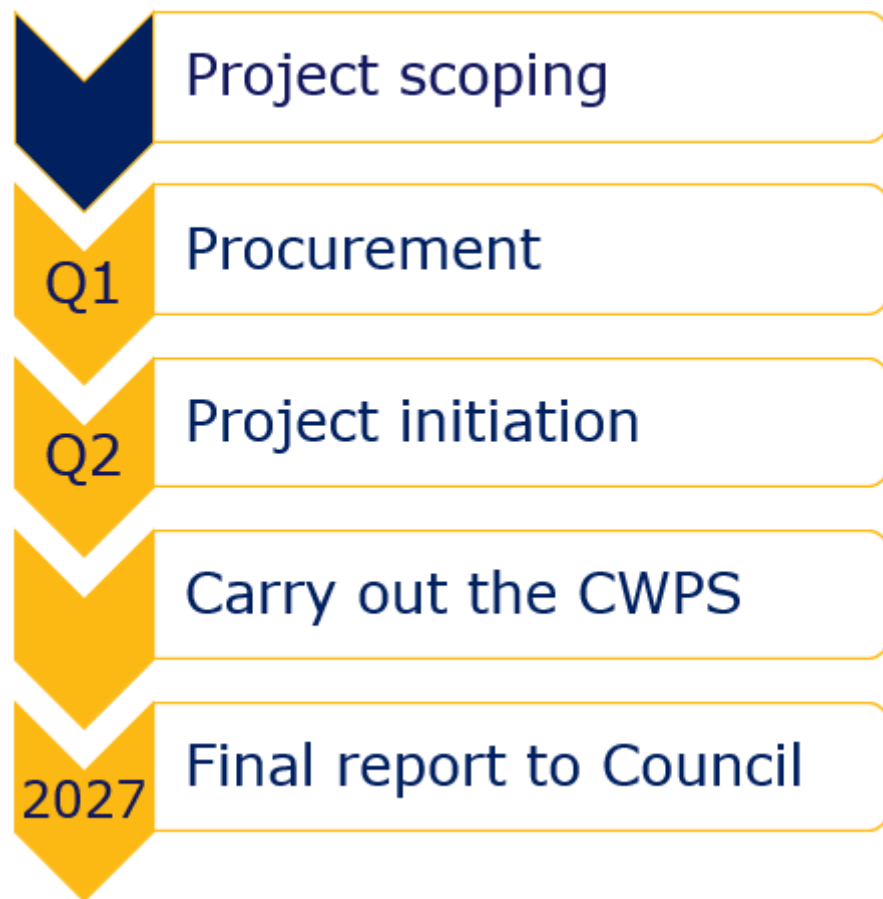 Project scoping
Q1 Procurement
Q2 Project initiation
Carry out the CWPS
2027 Final report to Council